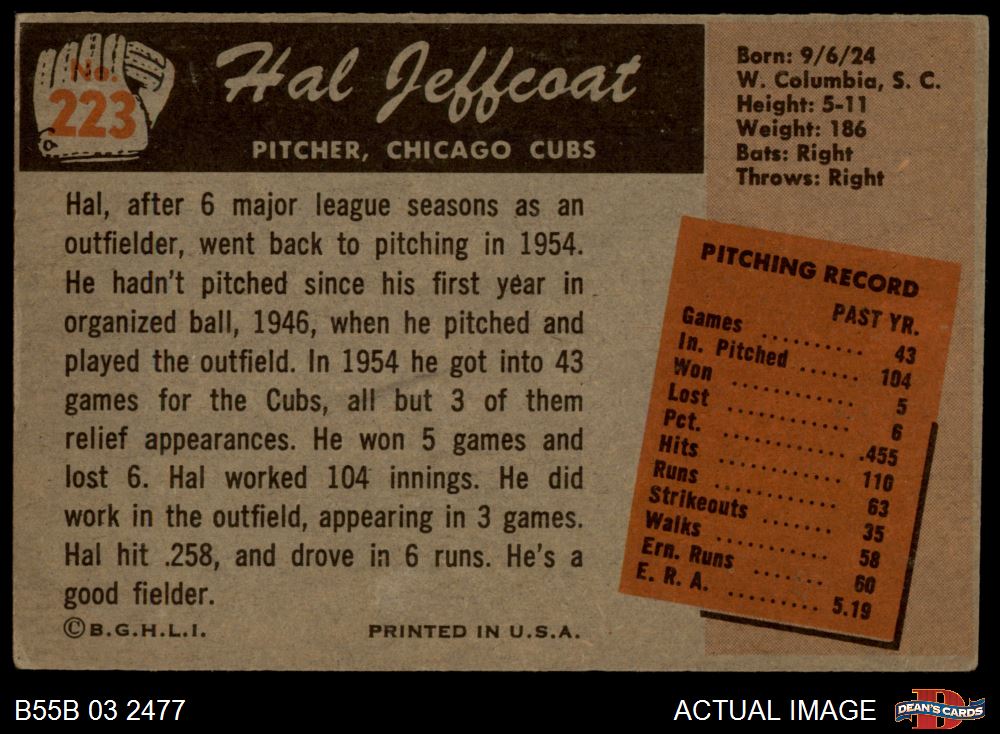 No.
223
Hal Jeffcoat
PITCHER, CHICAGO CUBS
Born: 9/6/24
W. Columbia, S. C.
Height: 5-11
Weight: 186
Bats: Right
Throws: Right
Hal, after 6 major league seasons as an
outfielder, went back to pitching in 1954.
He hadn't pitched since his first year in
organized ball, 1946, when he pitched and
played the outfield. In 1954 he got into 43
games for the Cubs, all but 3 of them
relief appearances. He won 5 games and
lost 6. Hal worked 104 innings. He did
work in the outfield, appearing in 3 games.
Hal hit .258, and drove in 6 runs. He's a
good fielder.
©B.G.H.L.I. PRINTED IN U.S.A.
PITCHING RECORD
PAST YR.
Games .......... 43
In. Pitched ...... 104
Won .......... 5
Lost .......... 6
Pct. .......... .455
Hits .......... 110
Runs .......... 63
Strikeouts ....... 35
Walks .......... 58
Ern. Runs ....... 60
E. R. A. ......... 5.19
B55B 03 2477
ACTUAL IMAGE
D
DEAN'S CARDS